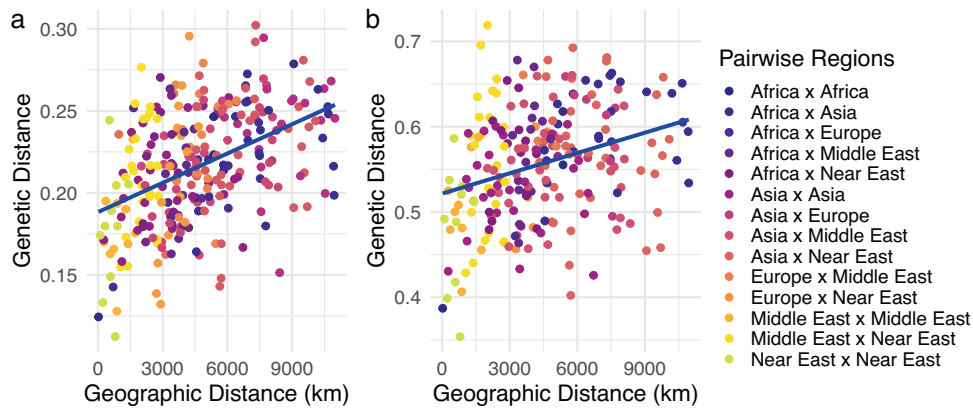 a
0.30
0.25
0.20
0.15
Genetic Distance
0 3000 6000 9000
Geographic Distance (km)
b
0.7
0.6
0.5
0.4
Genetic Distance
0 3000 6000 9000
Geographic Distance (km)
Pairwise Regions
Africa x Africa
Africa x Asia
Africa x Europe
Africa x Middle East
Africa x Near East
Asia x Asia
Asia x Europe
Asia x Middle East
Asia x Near East
Europe x Middle East
Europe x Near East
Middle East x Middle East
Middle East x Near East
Near East x Near East